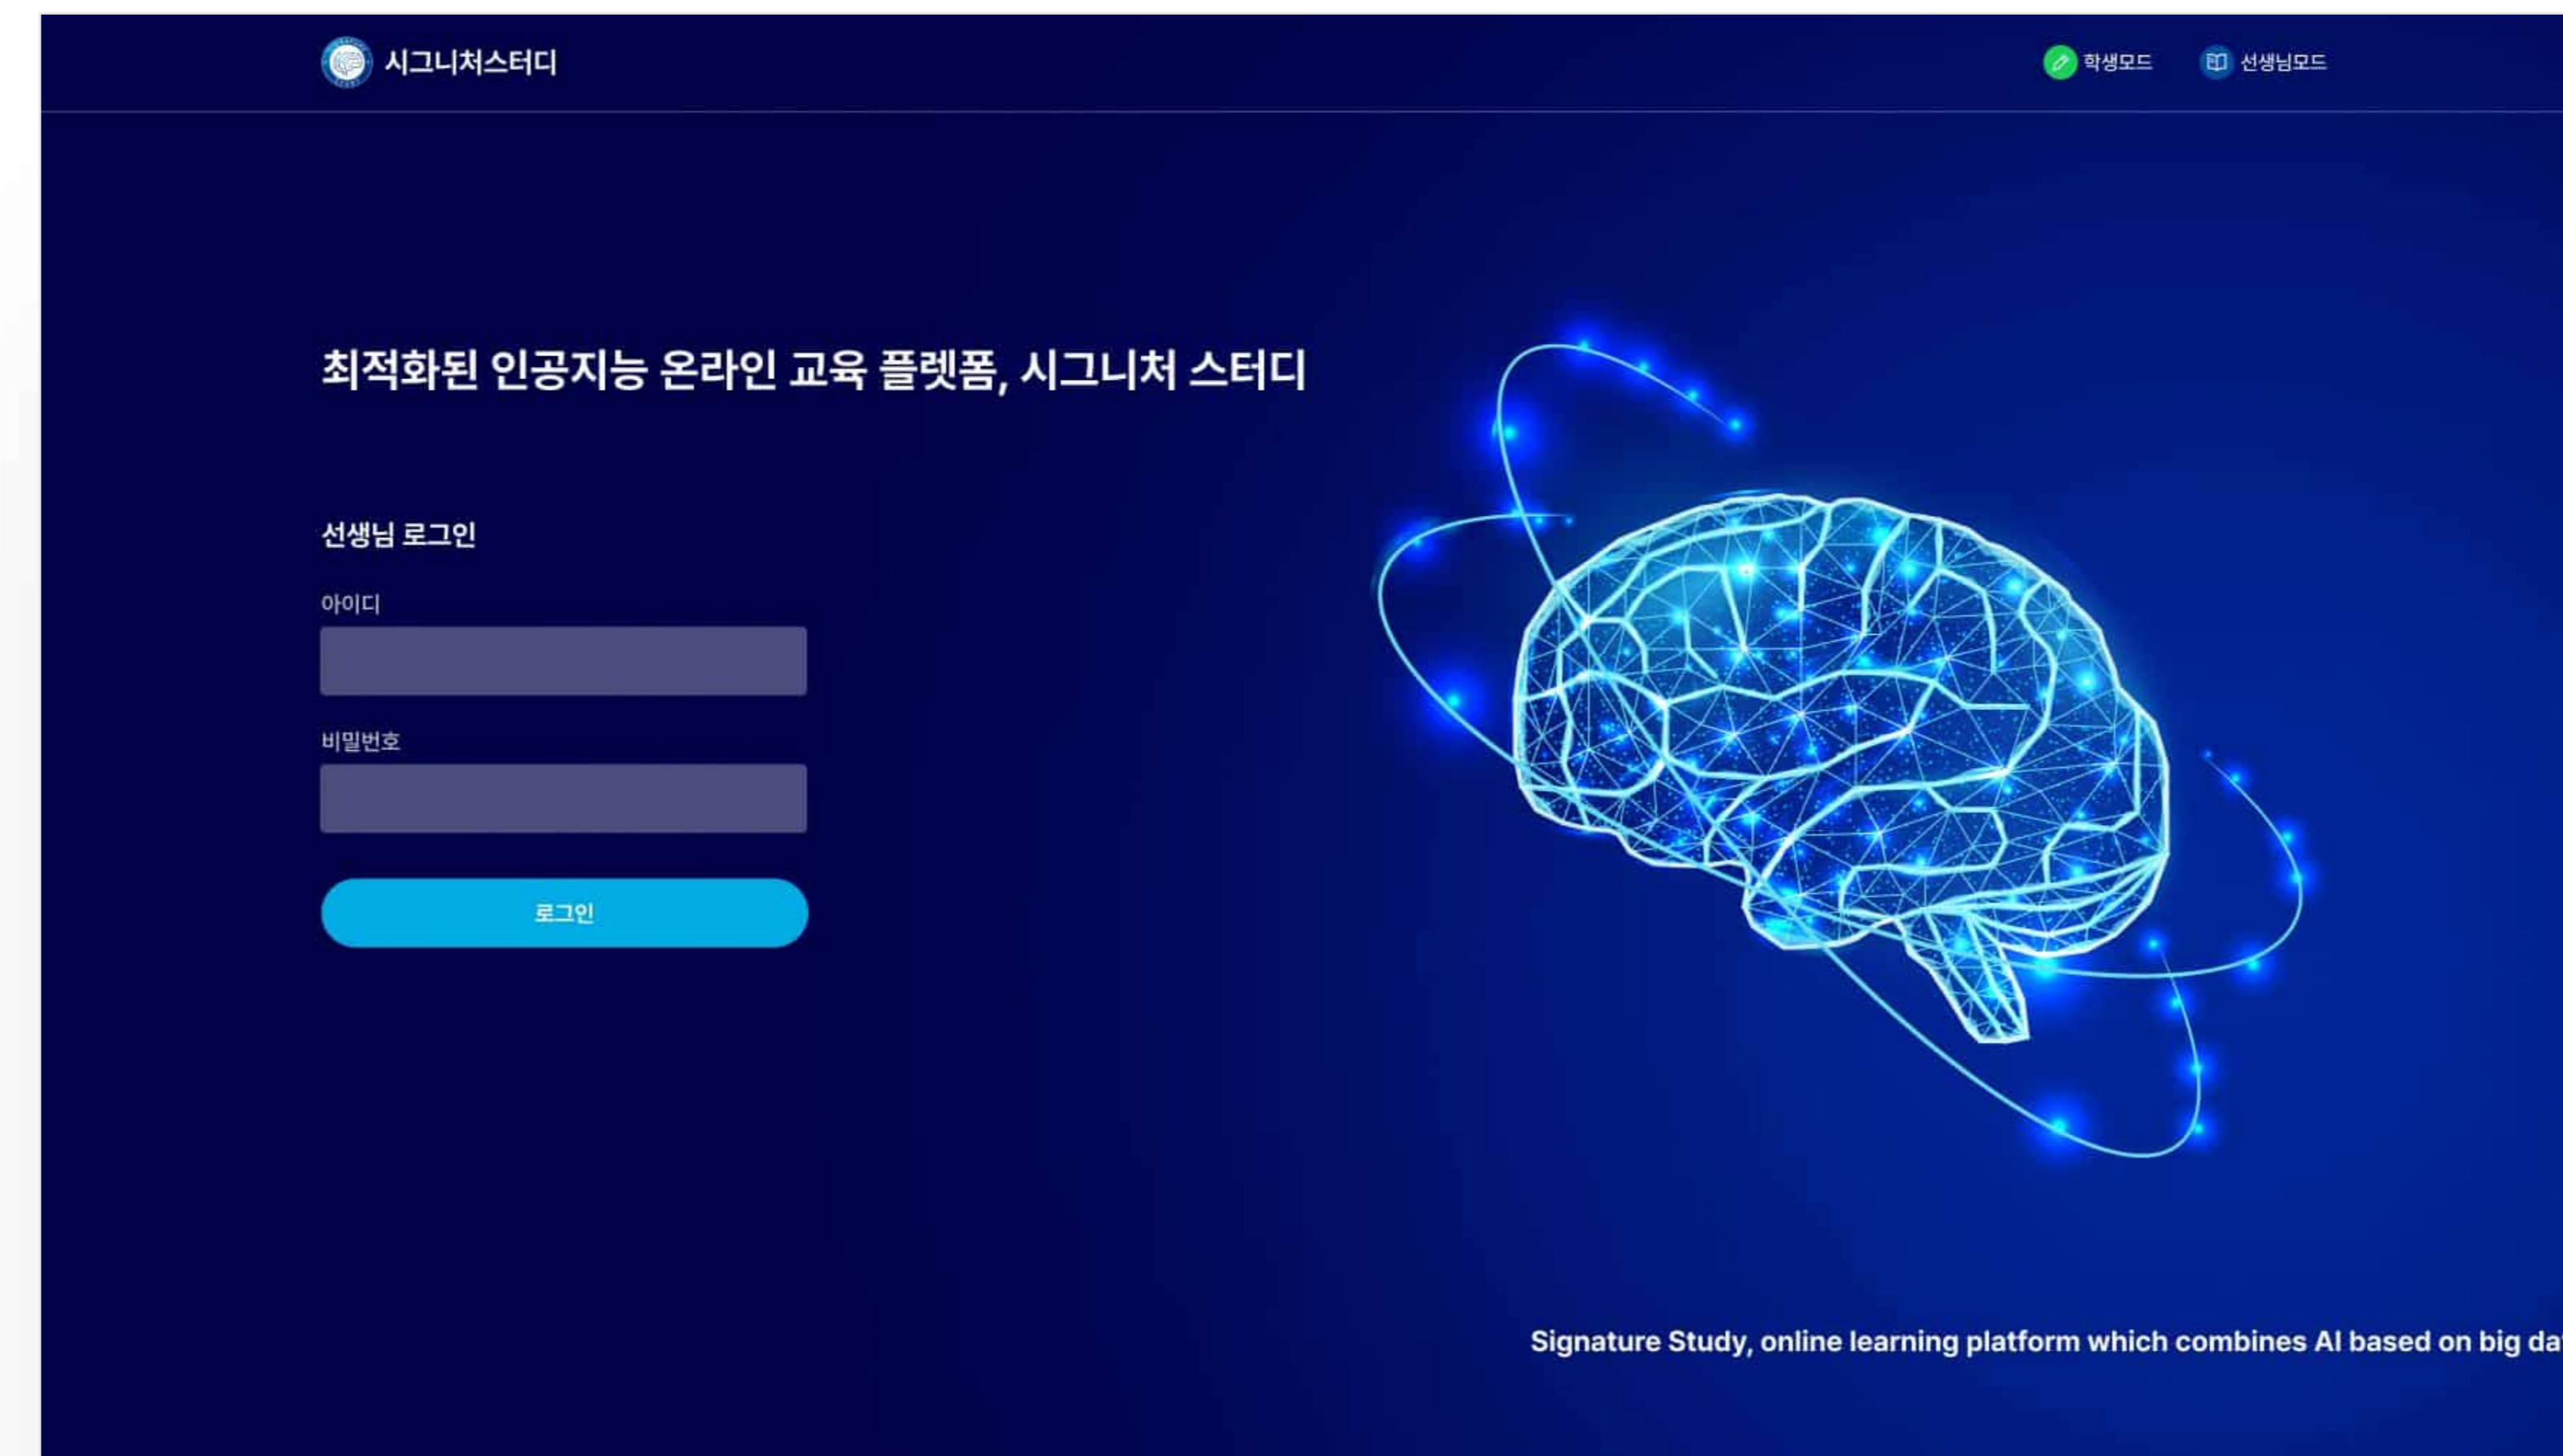 시그니처스터디
학생모드
선생님모드
최적화된 인공지능 온라인 교육 플렛폼, 시그니처 스터디
선생님 로그인
아이디
비밀번호
로그인
Signature Study, online learning platform which combines AI based on big da